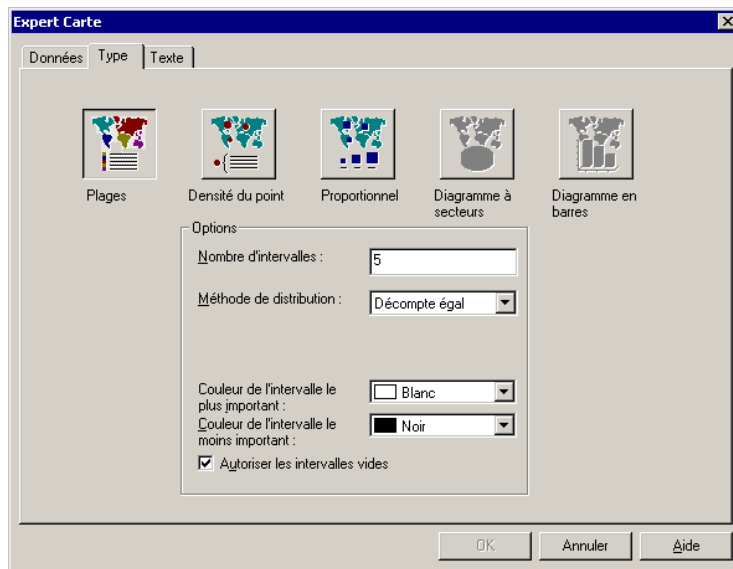 Expert Carte
Données Type Texte
Plages Densité du point Proportionnel Diagramme à secteurs Diagramme en barres
Options
Nombre d'intervalles : 5
Méthode de distribution : Décompte égal
Couleur de l'intervalle le
plus important : Blanc
Couleur de l'intervalle le
moins important : Noir
Autoriser les intervalles vides
OK Annuler Aide